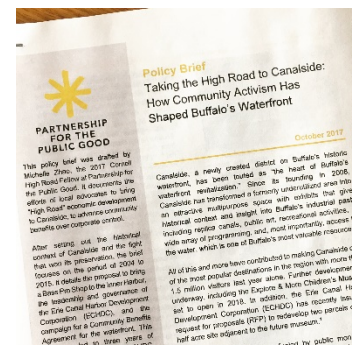 PARTNERSHIP
FOR THE
PUBLIC GOOD
This policy brief was drafted by
Michelle Zhao, the 2017 Cornell
High Road Fellow at Partnership for
the Public Good. It documents the
efforts of local advocates to bring
"High Road" economic development
to Canalside, to advance community
benefits over corporate control.
After setting out the historical
context of Canalside and the fight
that won its preservation, the brief
focuses on the period of 2004 to
2015. It details the proposal to bring
a Bass Pro Shop to the Inner Harbor,
the leadership and governance of
the Erie Canal Harbor Development
Corporation (ECHDC), and the
campaign for a Community Benefits
Agreement for the waterfront. This
led to three years of
Policy Brief
Taking the High Road to Canalside:
How Community Activism Has
Shaped Buffalo's Waterfront
October 2017
Canalside, a newly created district on Buffalo's historic
waterfront, has been touted as "the heart of Buffalo's
waterfront revitalization." Since its founding in 2008,
Canalside has transformed a formerly underutilized area into
an attractive multipurpose space with exhibits that give
historical context and insight into Buffalo's industrial past
including replica canals, public art, recreational activities,
wide array of programming, and, most importantly, access
the water, which is one of Buffalo's most valuable resource
All of this and more have contributed to making Canalside
of the most popular destinations in the region with more
1.5 million visitors last year alone. Further developmen
underway, including the Explore & More Children's Mus
set to open in 2018. In addition, the Erie Canal Ha
Development Corporation (ECHDC) has recently issu
request for proposals (RFP) to redevelop two parcels
half acre site adjacent to the future museum.
by public mon